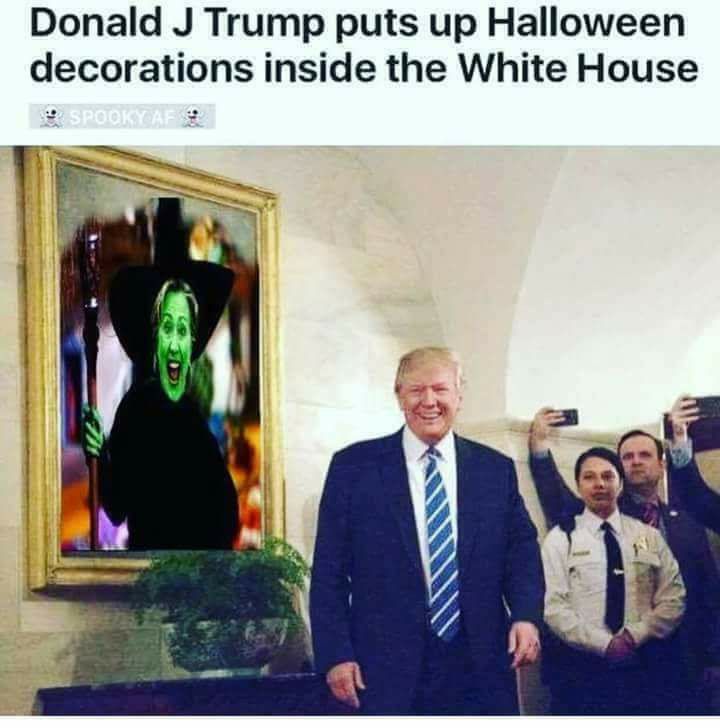 Donald J Trump puts up Halloween
decorations inside the White House
👻 SPOOKY AF 👻